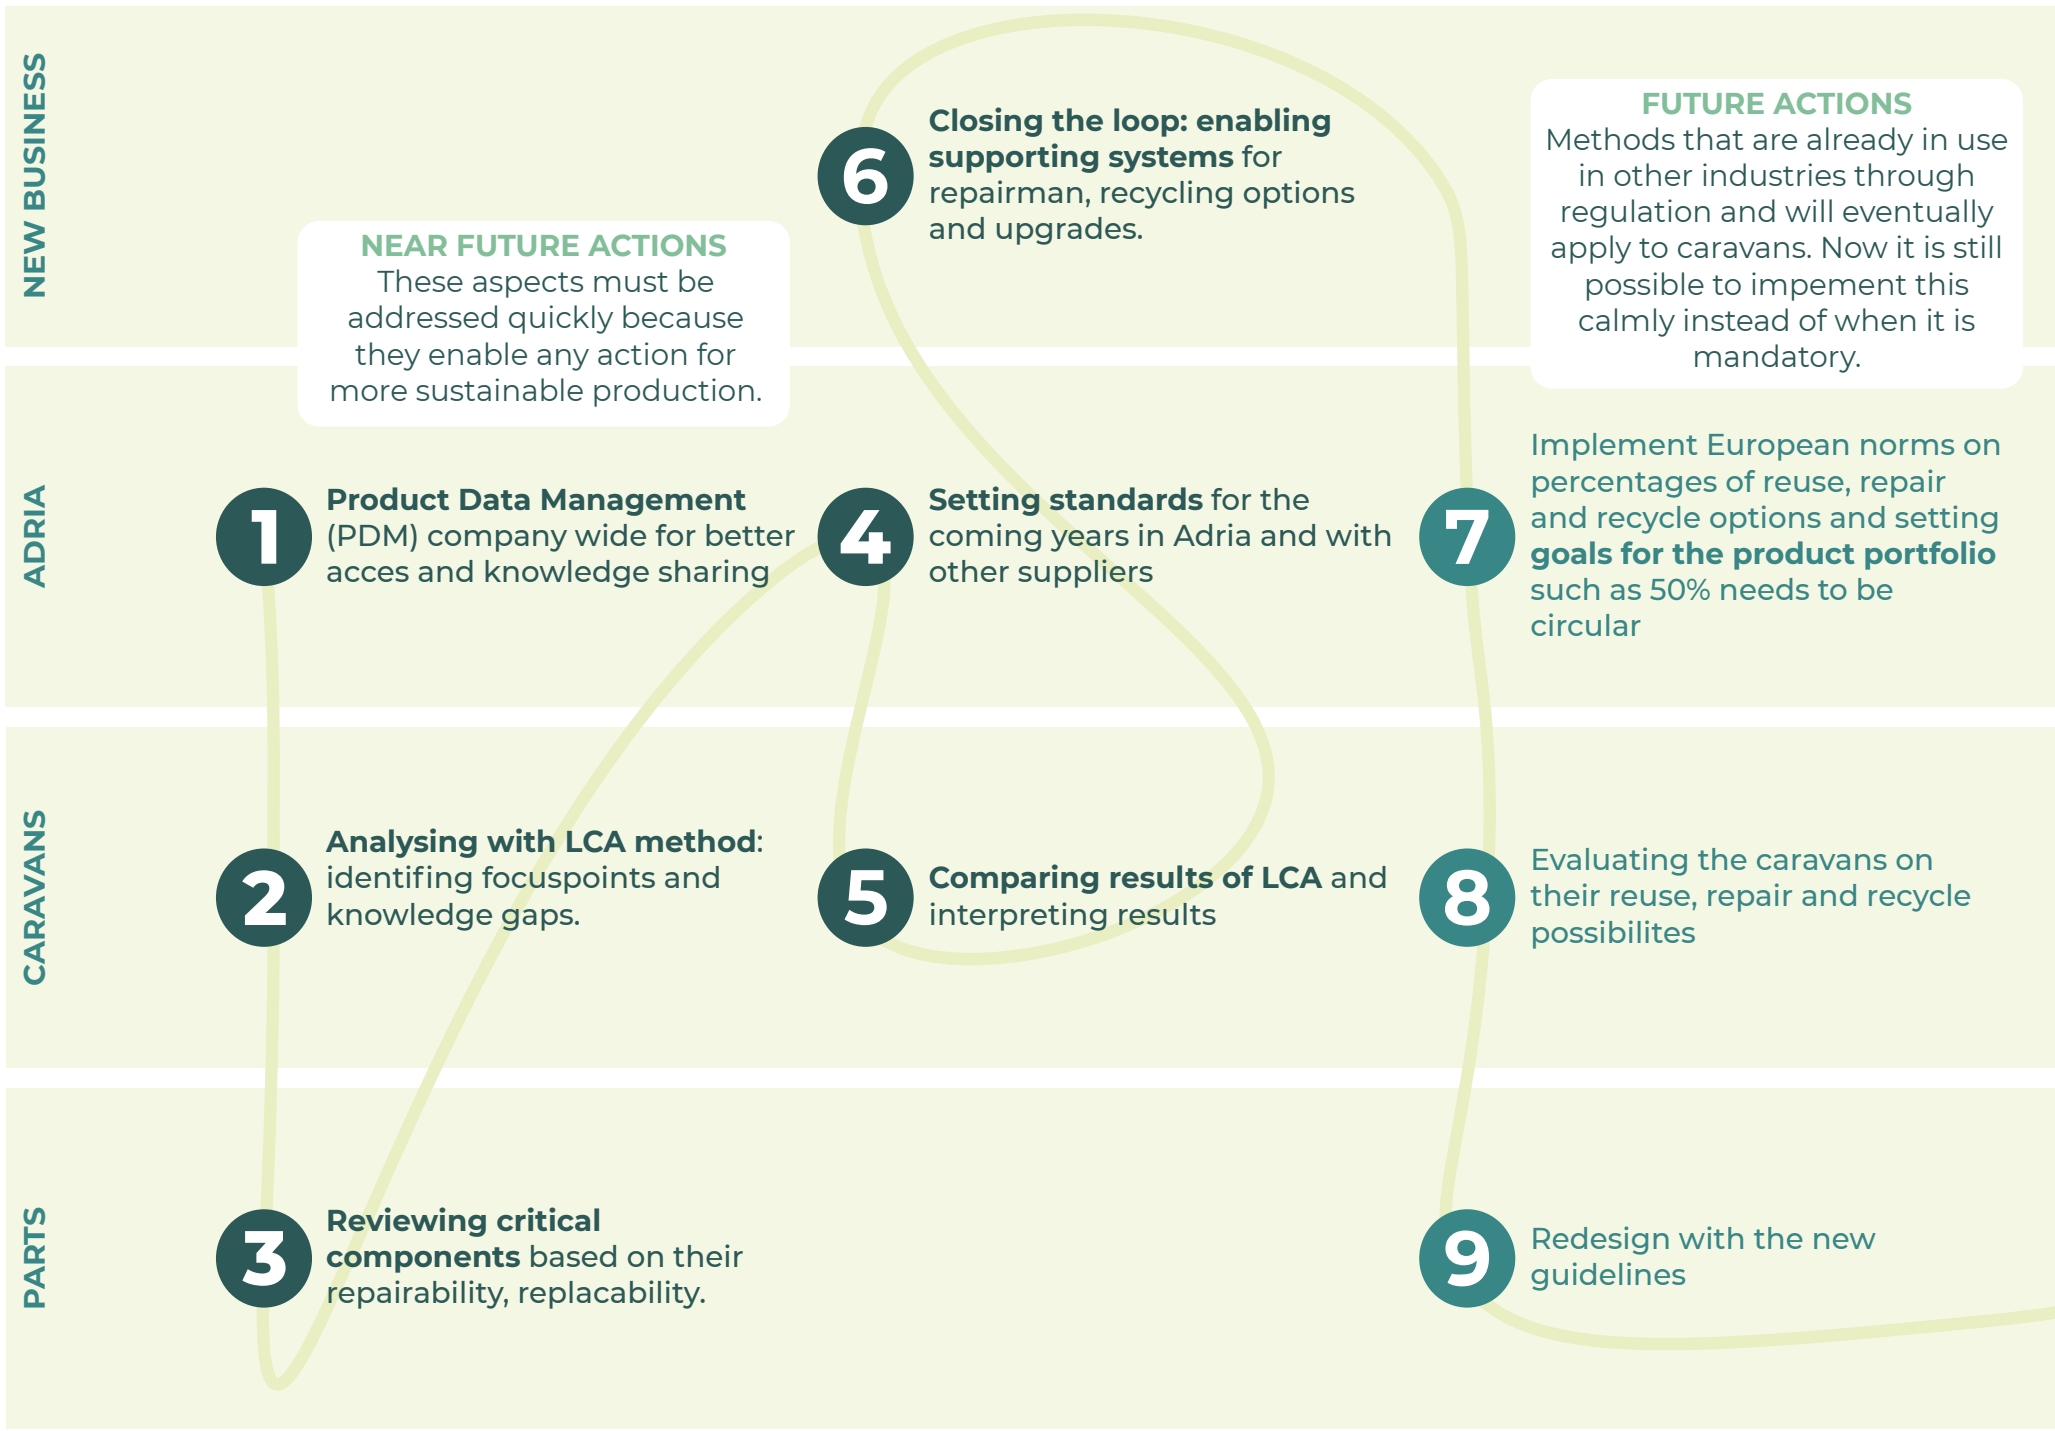 NEW BUSINESS
NEAR FUTURE ACTIONS
These aspects must be
addressed quickly because
they enable any action for
more sustainable production.
6
Closing the loop: enabling
supporting systems for
repairman, recycling options
and upgrades.
FUTURE ACTIONS
Methods that are already in use
in other industries through
regulation and will eventually
apply to caravans. Now it is still
possible to impement this
calmly instead of when it is
mandatory.
ADRIA
1
Product Data Management
(PDM) company wide for better
acces and knowledge sharing
4
Setting standards for the
coming years in Adria and with
other suppliers
7
Implement European norms on
percentages of reuse, repair
and recycle options and setting
goals for the product portfolio
such as 50% needs to be
circular
CARAVANS
2
Analysing with LCA method:
identifing focuspoints and
knowledge gaps.
5
Comparing results of LCA and
interpreting results
8
Evaluating the caravans on
their reuse, repair and recycle
possibilites
PARTS
3
Reviewing critical
components based on their
repairability, replacability.
9
Redesign with the new
guidelines